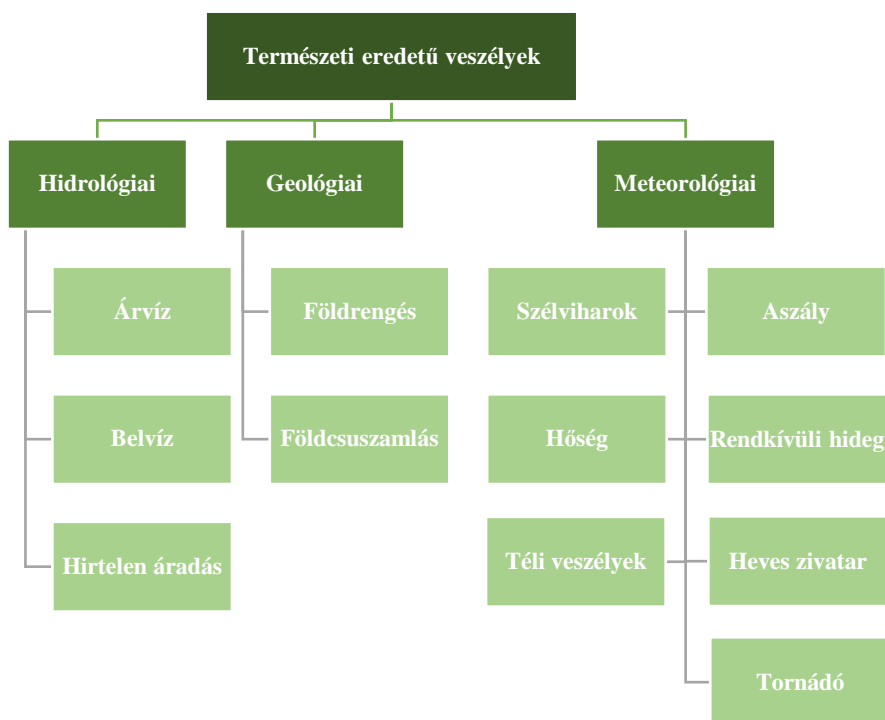 Természeti eredetű veszélyek
Hidrológiai
Geológiai
Meteorológiai
Árvíz
Földrengés
Szélviharok
Aszály
Belvíz
Földcsuszamlás
Hőség
Rendkívüli hideg
Hirtelen áradás
Téli veszélyek
Heves zivatar
Tornádó